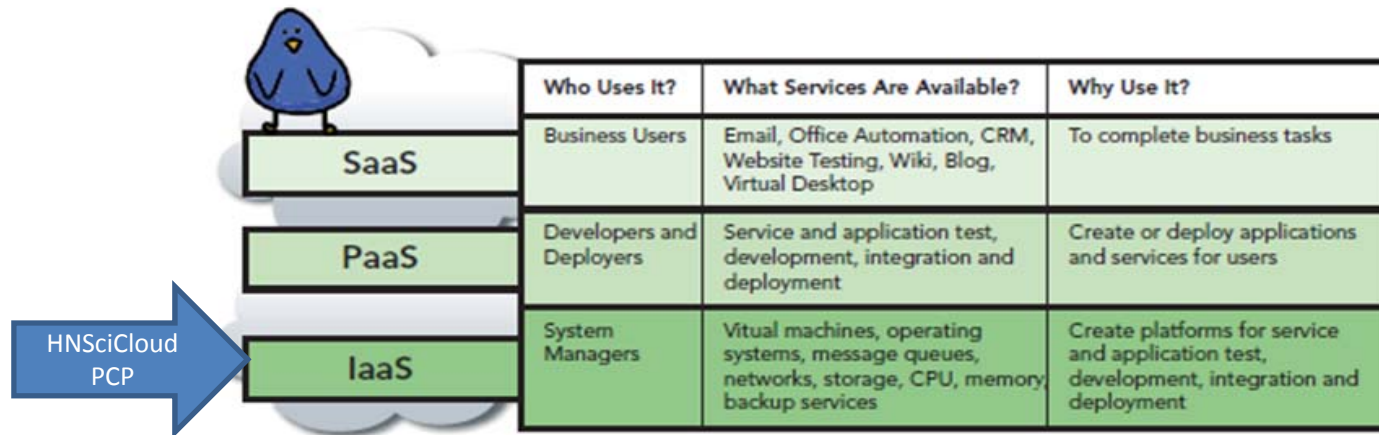 Who Uses It?
What Services Are Available?
Why Use It?
SaaS
Business Users
Email, Office Automation, CRM,
Website Testing, Wiki, Blog,
Virtual Desktop
To complete business tasks
PaaS
Developers and
Deployers
Service and application test,
development, integration and
deployment
Create or deploy applications
and services for users
HNSciCloud
PCP
IaaS
System
Managers
Vitual machines, operating
systems, message queues,
networks, storage, CPU, memory,
backup services
Create platforms for service
and application test,
development, integration and
deployment